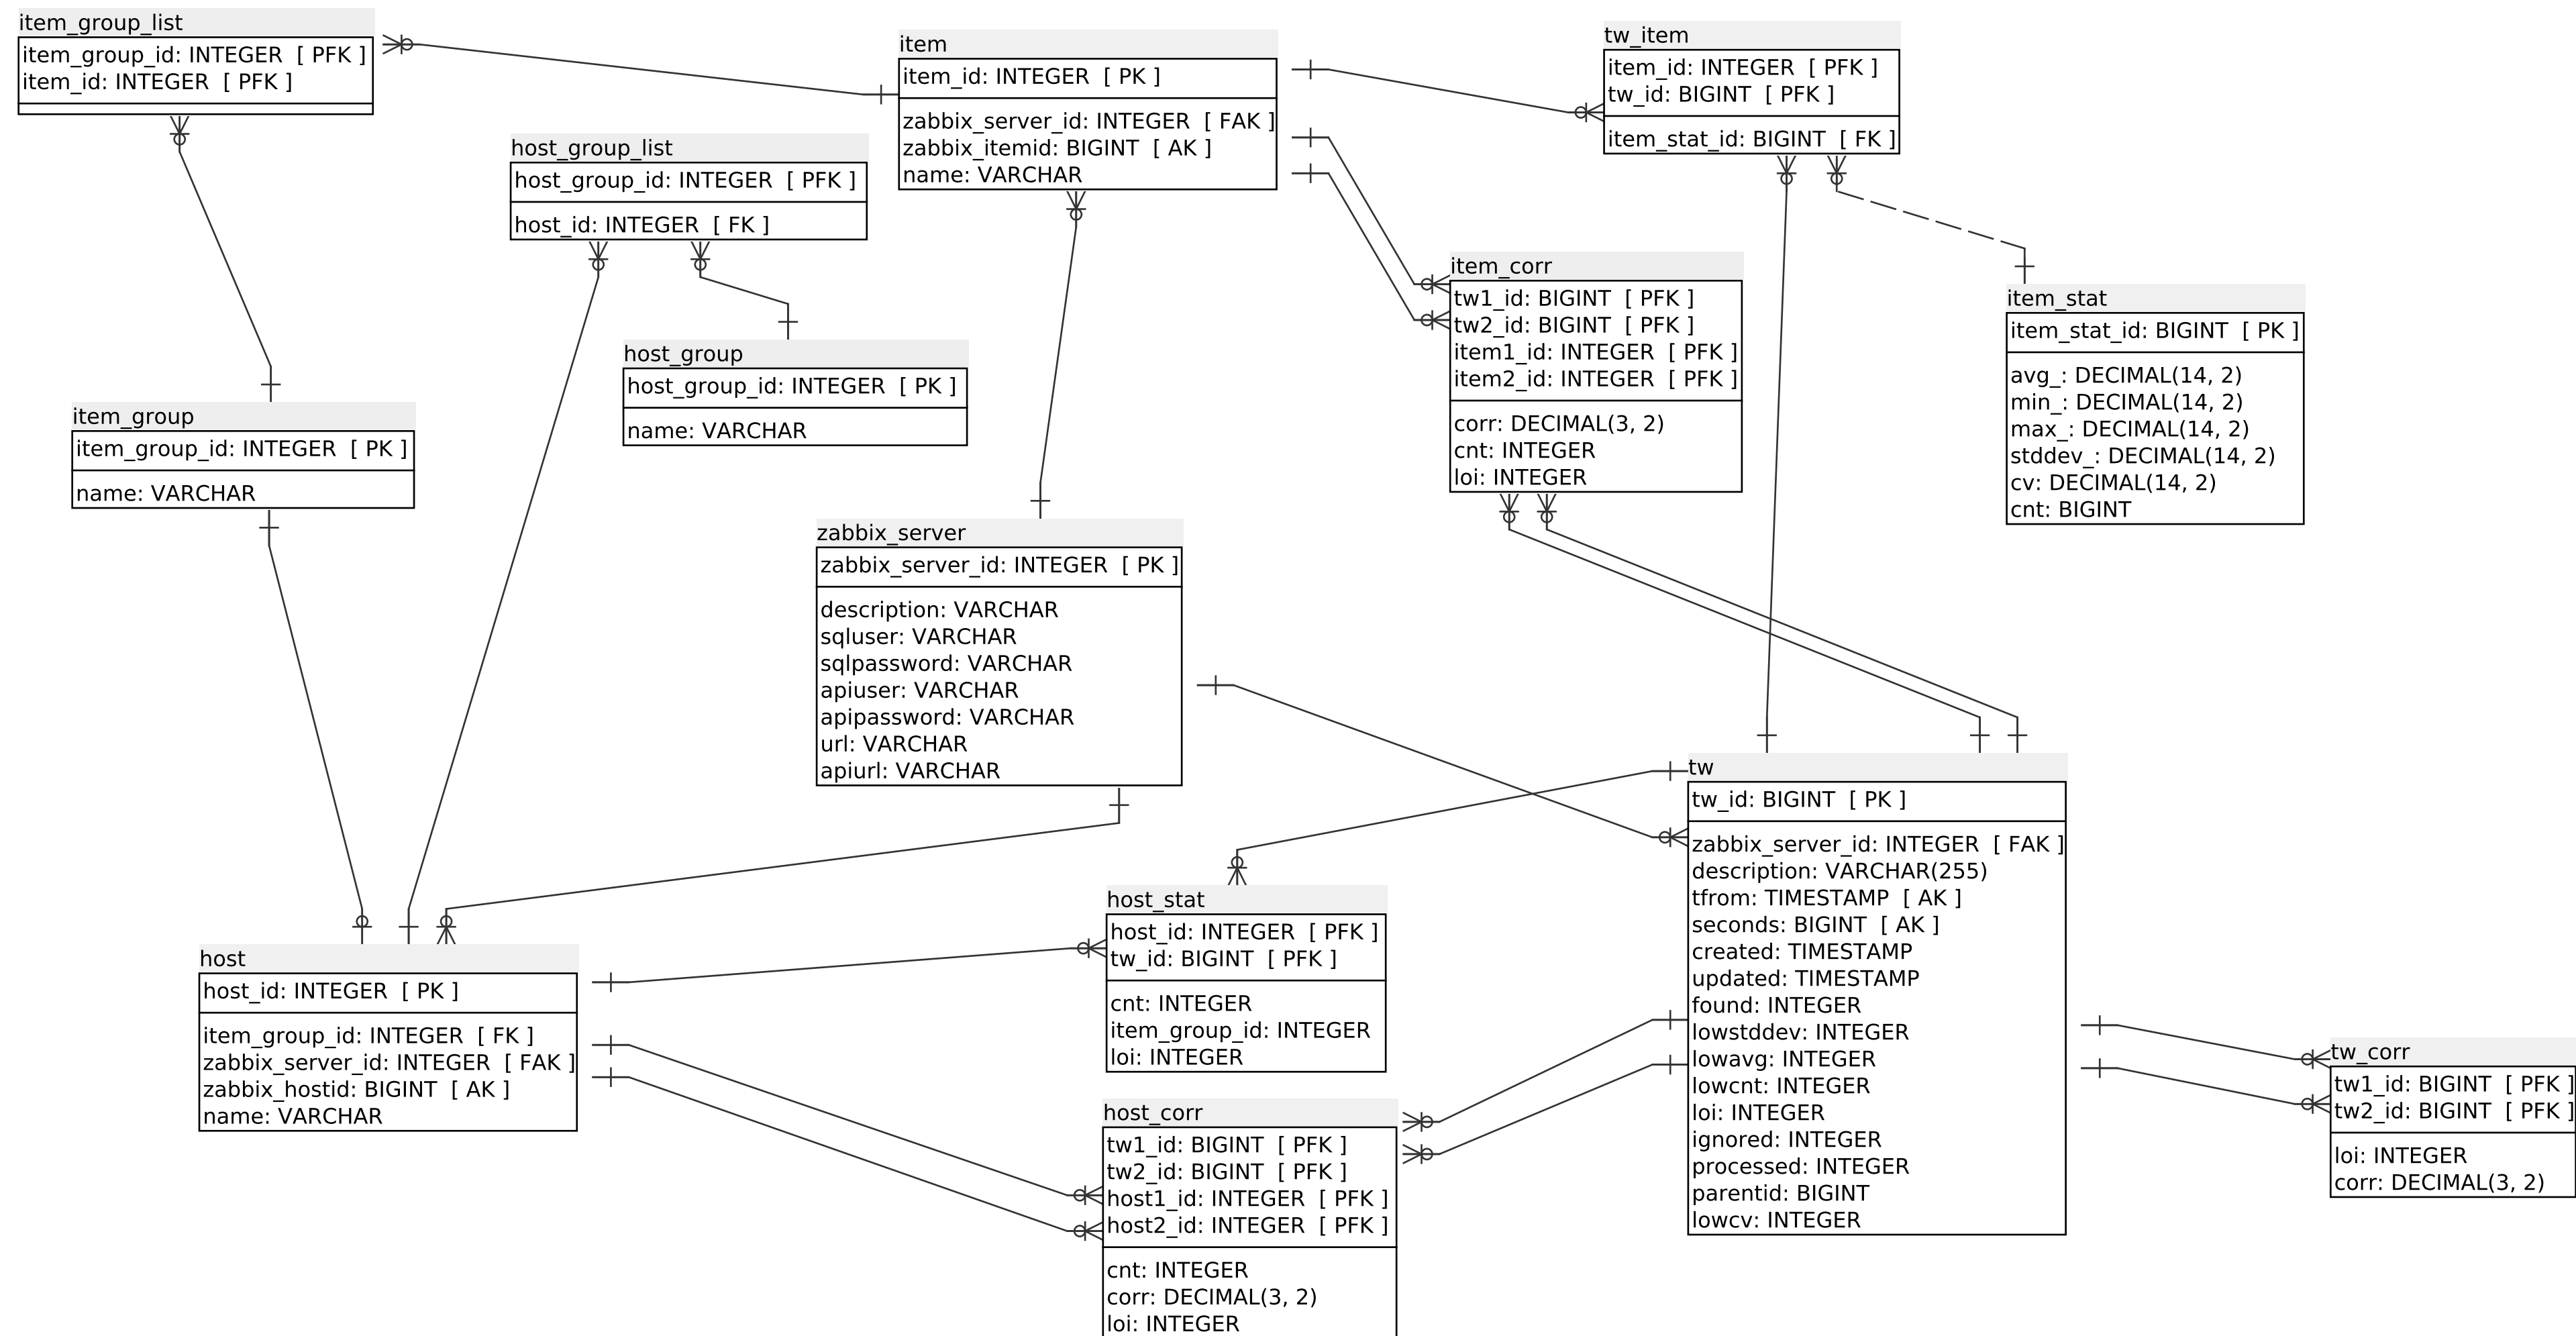 item_group_list
item_group_id: INTEGER [ PFK ]
item_id: INTEGER [ PFK ]
item
item_id: INTEGER [ PK ]
zabbix_server_id: INTEGER [ FAK ]
zabbix_itemid: BIGINT [ AK ]
name: VARCHAR
tw_item
item_id: INTEGER [ PFK ]
tw_id: BIGINT [ PFK ]
item_stat_id: BIGINT [ FK ]
host_group_list
host_group_id: INTEGER [ PFK ]
host_id: INTEGER [ FK ]
item_corr
tw1_id: BIGINT [ PFK ]
tw2_id: BIGINT [ PFK ]
item1_id: INTEGER [ PFK ]
item2_id: INTEGER [ PFK ]
corr: DECIMAL(3, 2)
cnt: INTEGER
loi: INTEGER
item_stat
item_stat_id: BIGINT [ PK ]
avg_: DECIMAL(14, 2)
min_: DECIMAL(14, 2)
max_: DECIMAL(14, 2)
stddev_: DECIMAL(14, 2)
cv: DECIMAL(14, 2)
cnt: BIGINT
host_group
host_group_id: INTEGER [ PK ]
name: VARCHAR
item_group
item_group_id: INTEGER [ PK ]
name: VARCHAR
zabbix_server
zabbix_server_id: INTEGER [ PK ]
description: VARCHAR
sqluser: VARCHAR
sqlpassword: VARCHAR
apiuser: VARCHAR
apipassword: VARCHAR
url: VARCHAR
apiurl: VARCHAR
tw
tw_id: BIGINT [ PK ]
zabbix_server_id: INTEGER [ FAK ]
description: VARCHAR(255)
tfrom: TIMESTAMP [ AK ]
seconds: BIGINT [ AK ]
created: TIMESTAMP
updated: TIMESTAMP
found: INTEGER
lowstddev: INTEGER
lowavg: INTEGER
lowcnt: INTEGER
loi: INTEGER
ignored: INTEGER
processed: INTEGER
parentid: BIGINT
lowcv: INTEGER
host_stat
host_id: INTEGER [ PFK ]
tw_id: BIGINT [ PFK ]
cnt: INTEGER
item_group_id: INTEGER
loi: INTEGER
host
host_id: INTEGER [ PK ]
item_group_id: INTEGER [ FK ]
zabbix_server_id: INTEGER [ FAK ]
zabbix_hostid: BIGINT [ AK ]
name: VARCHAR
tw_corr
tw1_id: BIGINT [ PFK ]
tw2_id: BIGINT [ PFK ]
loi: INTEGER
corr: DECIMAL(3, 2)
host_corr
tw1_id: BIGINT [ PFK ]
tw2_id: BIGINT [ PFK ]
host1_id: INTEGER [ PFK ]
host2_id: INTEGER [ PFK ]
cnt: INTEGER
corr: DECIMAL(3, 2)
loi: INTEGER